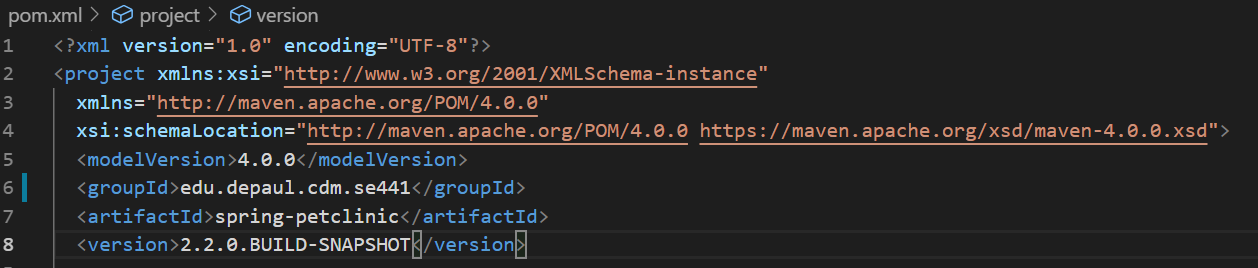 pom.xml > project > version
1 <?xml version="1.0" encoding="UTF-8"?>
2 <project xmlns:xsi="http://www.w3.org/2001/XMLSchema-instance"
3 xmlns="http://maven.apache.org/POM/4.0.0"
4 xsi:schemaLocation="http://maven.apache.org/POM/4.0.0 https://maven.apache.org/xsd/maven-4.0.0.xsd">
5 <modelVersion>4.0.0</modelVersion>
6 <groupId>edu.depaul.cdm.se441</groupId>
7 <artifactId>spring-petclinic</artifactId>
8 <version>2.2.0.BUILD-SNAPSHOT</version>